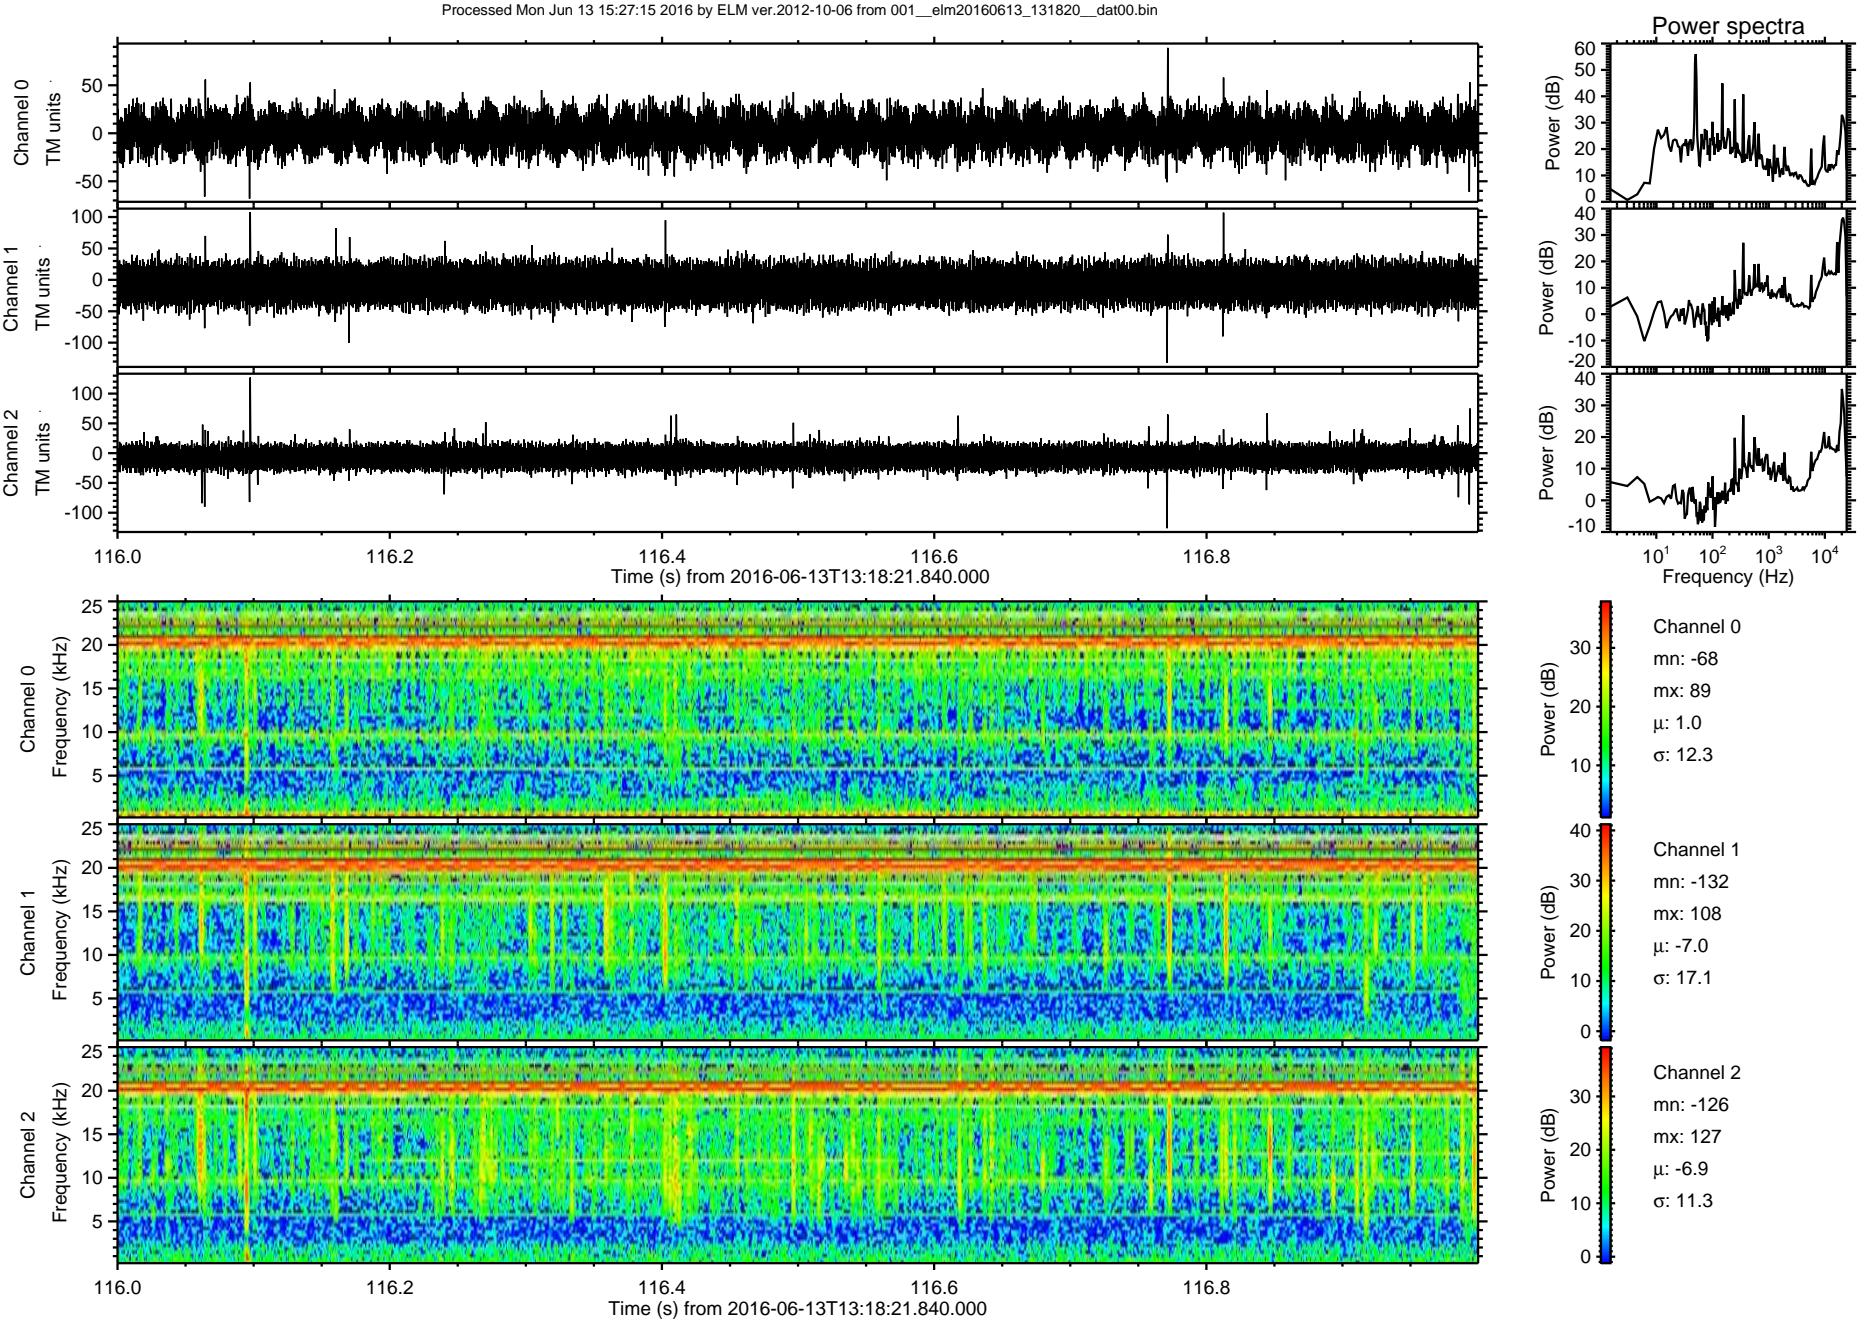 Processed Mon Jun 13 15:27:15 2016 by ELM ver.2012-10-06 from 001__elm20160613_131820__dat00.bin
Power spectra
Channel 0
TM units
50
0
-50
Power (dB)
60
50
40
30
20
10
0
Channel 1
TM units
100
50
0
-50
-100
Power (dB)
40
30
20
10
0
-10
-20
Channel 2
TM units
100
50
0
-50
-100
Power (dB)
40
30
20
10
0
-10
116.0 116.2 116.4 116.6 116.8
Time (s) from 2016-06-13T13:18:21.840.000
10¹ 10² 10³ 10⁴
Frequency (Hz)
Channel 0
Frequency (kHz)
25
20
15
10
5
Power (dB)
30
20
10
Channel 0
mn: -68
mx: 89
μ: 1.0
σ: 12.3
Channel 1
Frequency (kHz)
25
20
15
10
5
Power (dB)
40
30
20
10
0
Channel 1
mn: -132
mx: 108
μ: -7.0
σ: 17.1
Channel 2
Frequency (kHz)
25
20
15
10
5
Power (dB)
30
20
10
0
Channel 2
mn: -126
mx: 127
μ: -6.9
σ: 11.3
116.0 116.2 116.4 116.6 116.8
Time (s) from 2016-06-13T13:18:21.840.000